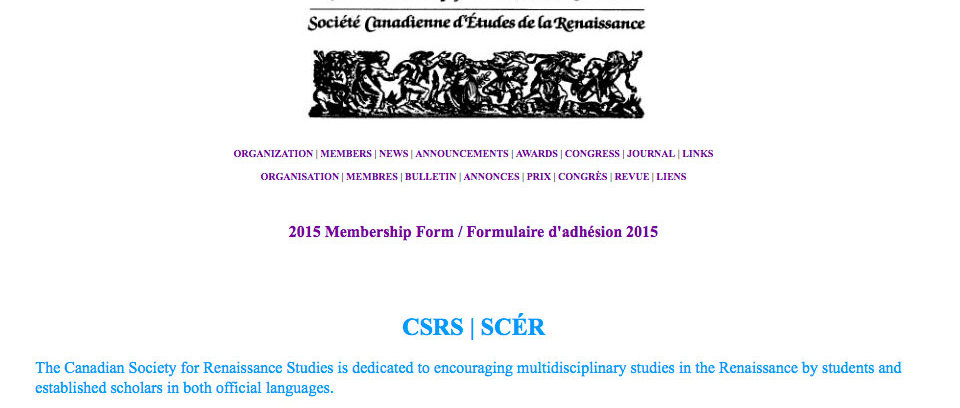 Société Canadienne d'Études de la Renaissance
ORGANIZATION | MEMBERS | NEWS | ANNOUNCEMENTS | AWARDS | CONGRESS | JOURNAL | LINKS
ORGANISATION | MEMBRES | BULLETIN | ANNONCES | PRIX | CONGRÈS | REVUE | LIENS
2015 Membership Form / Formulaire d'adhésion 2015
CSRS | SCÉR
The Canadian Society for Renaissance Studies is dedicated to encouraging multidisciplinary studies in the Renaissance by students and
established scholars in both official languages.